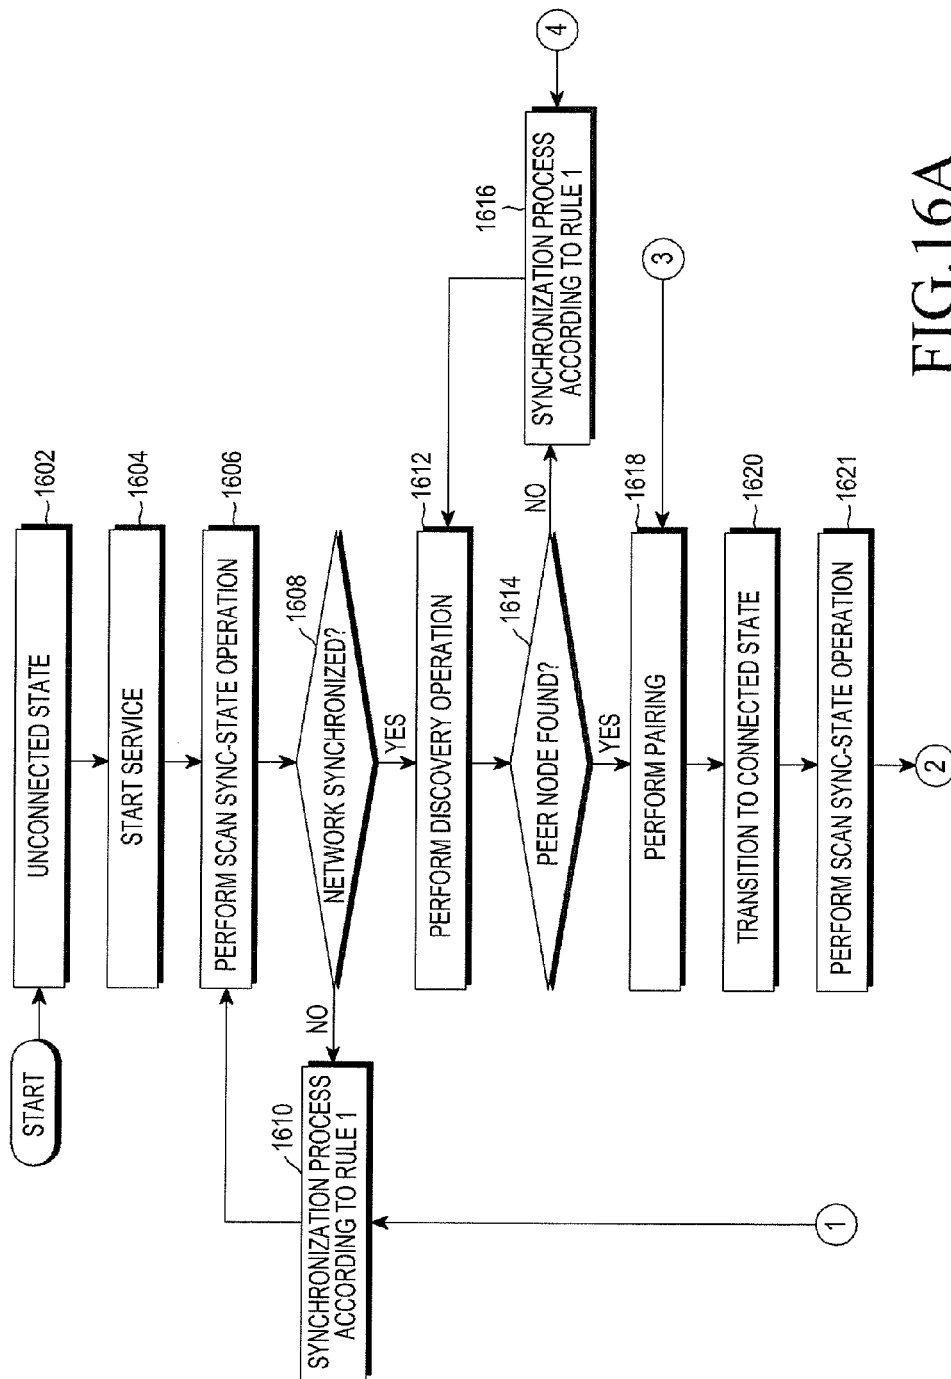 START
UNCONNECTED STATE
1602
START SERVICE
1604
PERFORM SCAN SYNC-STATE OPERATION
1606
NETWORK SYNCHRONIZED?
1608
NO
YES
1610
SYNCHRONIZATION PROCESS
ACCORDING TO RULE 1
1
PERFORM DISCOVERY OPERATION
1612
PEER NODE FOUND?
1614
NO
YES
1616
SYNCHRONIZATION PROCESS
ACCORDING TO RULE 1
4
PERFORM PAIRING
1618
3
TRANSITION TO CONNECTED STATE
1620
PERFORM SCAN SYNC-STATE OPERATION
1621
2
FIG.16A